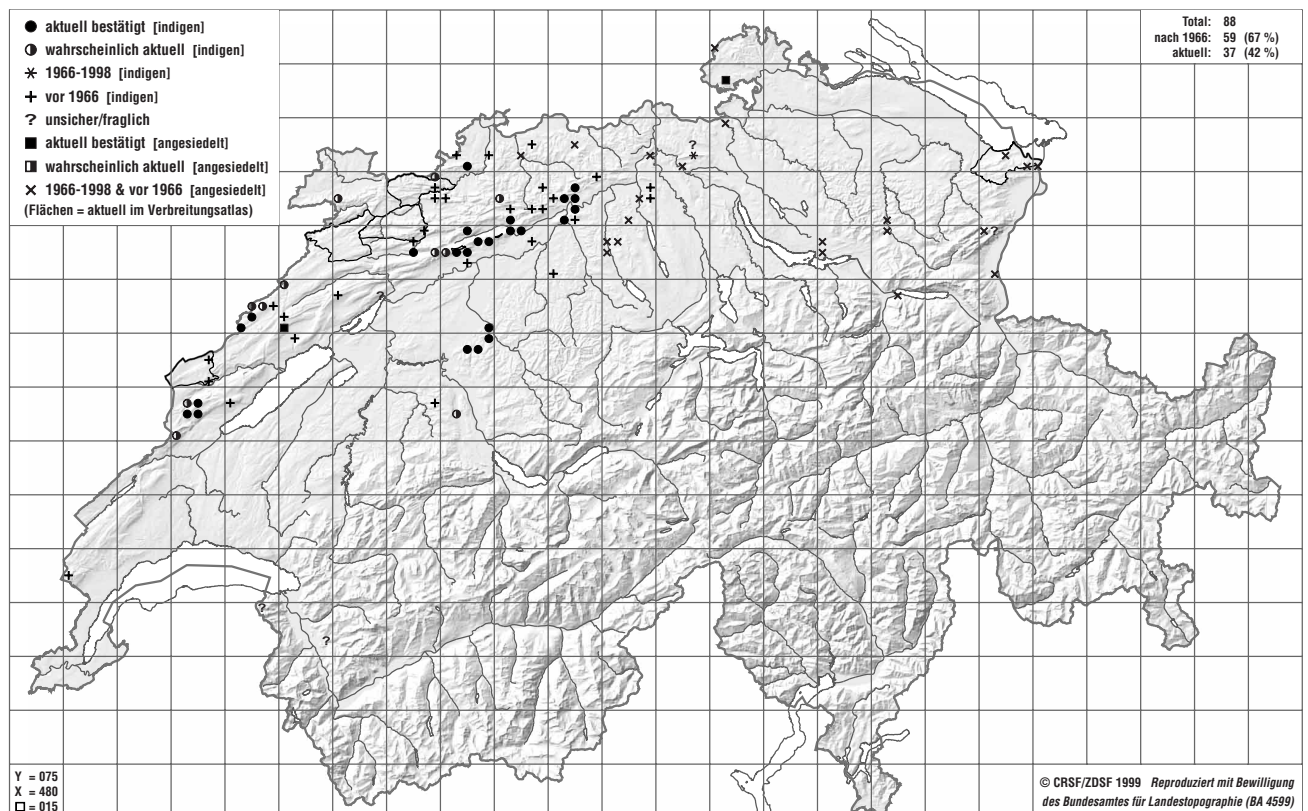 aktuell bestätigt [indigen]
wahrscheinlich aktuell [indigen]
1966-1998 [indigen]
vor 1966 [indigen]
? unsicher/fraglich
aktuell bestätigt [angesiedelt]
wahrscheinlich aktuell [angesiedelt]
1966-1998 & vor 1966 [angesiedelt]
(Flächen = aktuell im Verbreitungsatlas)
Total: 88
nach 1966: 59 (67 %)
aktuell: 37 (42 %)
?
?
?
?
?
Y = 075
X = 480
= 015
© CRSF/ZDSF 1999 Reproduziert mit Bewilligung
des Bundesamtes für Landestopographie (BA 4599)